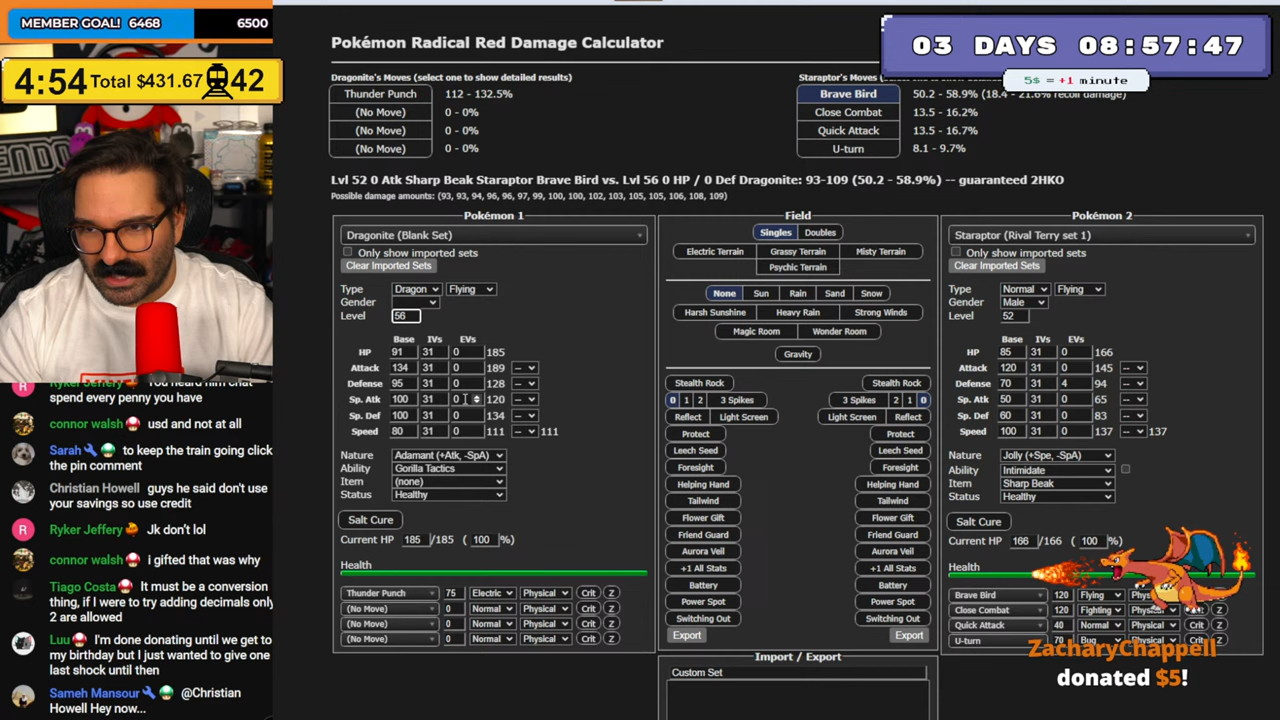 MEMBER GOAL! 6468 6500
4:54 Total $431.67 42
03 DAYS 08:57:47
5$ = +1 minute
Pokémon Radical Red Damage Calculator
Dragonite's Moves (select one to show detailed results)
Thunder Punch 112 - 132.5%
(No Move) 0 - 0%
(No Move) 0 - 0%
(No Move) 0 - 0%
Staraptor's Moves
Brave Bird 50.2 - 58.9% (18.4 - 21.6% recoil damage)
Close Combat 13.5 - 16.2%
Quick Attack 13.5 - 16.7%
U-turn 8.1 - 9.7%
Lvl 52 0 Atk Sharp Beak Staraptor Brave Bird vs. Lvl 56 0 HP / 0 Def Dragonite: 93-109 (50.2 - 58.9%) -- guaranteed 2HKO
Possible damage amounts: (93, 93, 94, 96, 96, 97, 99, 100, 100, 102, 103, 105, 105, 106, 108, 109)
Pokémon 1
Dragonite (Blank Set)
Only show imported sets
Clear Imported Sets
Type Dragon Flying
Gender
Level 56
Base IVs EVs
HP 91 31 0 185
Attack 134 31 0 189 --
Defense 95 31 0 128 --
Sp. Atk 100 31 0 120 --
Sp. Def 100 31 0 134 --
Speed 80 31 0 111 -- 111
Nature Adamant (+Atk, -SpA)
Ability Gorilla Tactics
Item (none)
Status Healthy
Salt Cure
Current HP 185 /185 ( 100 %)
Health
Thunder Punch 75 Electric Physical Crit Z
(No Move) 0 Normal Physical Crit Z
(No Move) 0 Normal Physical Crit Z
(No Move) 0 Normal Physical Crit Z
Field
Singles Doubles
Electric Terrain Grassy Terrain Misty Terrain
Psychic Terrain
None Sun Rain Sand Snow
Harsh Sunshine Heavy Rain Strong Winds
Magic Room Wonder Room
Gravity
Stealth Rock Stealth Rock
0 1 2 3 Spikes 3 Spikes 2 1 0
Reflect Light Screen Light Screen Reflect
Protect Protect
Leech Seed Leech Seed
Foresight Foresight
Helping Hand Helping Hand
Tailwind Tailwind
Flower Gift Flower Gift
Friend Guard Friend Guard
Aurora Veil Aurora Veil
+1 All Stats +1 All Stats
Battery Battery
Power Spot Power Spot
Switching Out Switching Out
Export Export
Import / Export
Custom Set
Pokémon 2
Staraptor (Rival Terry set 1)
Only show imported sets
Clear Imported Sets
Type Normal Flying
Gender Male
Level 52
Base IVs EVs
HP 85 31 0 166
Attack 120 31 0 145 --
Defense 70 31 4 94 --
Sp. Atk 50 31 0 65 --
Sp. Def 60 31 0 83 --
Speed 100 31 0 137 -- 137
Nature Jolly (+Spe, -SpA)
Ability Intimidate
Item Sharp Beak
Status Healthy
Salt Cure
Current HP 166 /166 ( 100 %)
Health
Brave Bird 120 Flying
Close Combat 120 Fighting
Quick Attack 40 Normal Physical Crit Z
U-turn 70 Bug Physical Crit Z
ZacharyChappell
donated $5!
spend every penny you have
connor walsh usd and not at all
Sarah to keep the train going click
the pin comment
Christian Howell guys he said don't use
your savings so use credit
Ryker Jeffery Jk don't lol
connor walsh i gifted that was why
Tiago Costa It must be a conversion
thing, if I were to try adding decimals only
2 are allowed
Luu I'm done donating until we get to
my birthday but I just wanted to give one
last shock until then
Sameh Mansour @Christian
Howell Hey now...